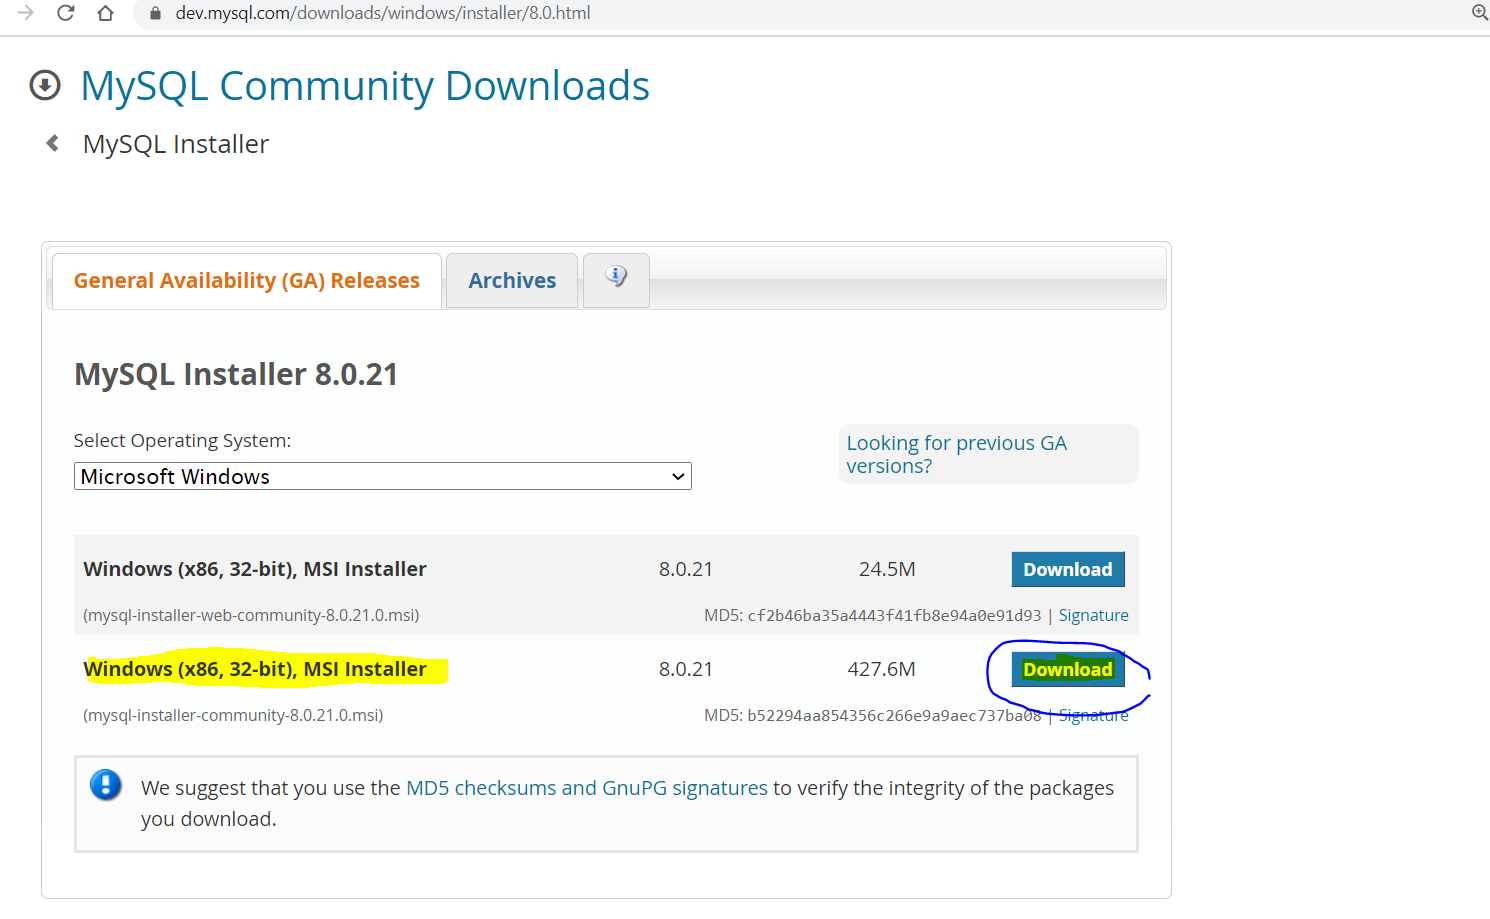 dev.mysql.com/downloads/windows/installer/8.0.html
MySQL Community Downloads
MySQL Installer
General Availability (GA) Releases
Archives
MySQL Installer 8.0.21
Select Operating System:
Looking for previous GA
versions?
Microsoft Windows
Windows (x86, 32-bit), MSI Installer 8.0.21 24.5M Download
(mysql-installer-web-community-8.0.21.0.msi) MD5: cf2b46ba35a4443f41fb8e94a0e91d93 | Signature
Windows (x86, 32-bit), MSI Installer 8.0.21 427.6M Download
(mysql-installer-community-8.0.21.0.msi) MD5: b52294aa854356c266e9a9aec737ba08 | Signature
We suggest that you use the MD5 checksums and GnuPG signatures to verify the integrity of the packages
you download.